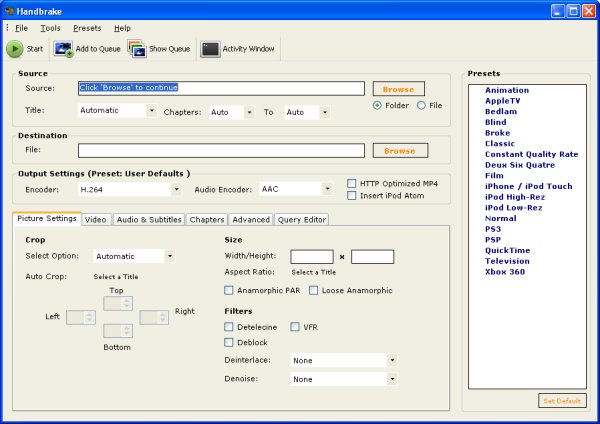 Handbrake
File Tools Presets Help
Start Add to Queue Show Queue Activity Window
Source
Source: Click 'Browse' to continue Browse
Title: Automatic Chapters: Auto To Auto Folder File
Destination
File: Browse
Output Settings (Preset: User Defaults )
Encoder: H.264 Audio Encoder: AAC
HTTP Optimized MP4
Insert iPod Atom
Picture Settings Video Audio & Subtitles Chapters Advanced Query Editor
Crop
Select Option: Automatic
Auto Crop: Select a Title
Top
Left Right
Bottom
Size
Width/Height: x
Aspect Ratio: Select a Title
Anamorphic PAR Loose Anamorphic
Filters
Detelecine VFR
Deblock
Deinterlace: None
Denoise: None
Presets
Animation
AppleTV
Bedlam
Blind
Broke
Classic
Constant Quality Rate
Deux Six Quatre
Film
iPhone / iPod Touch
iPod High-Rez
iPod Low-Rez
Normal
PS3
PSP
QuickTime
Television
Xbox 360
Set Default